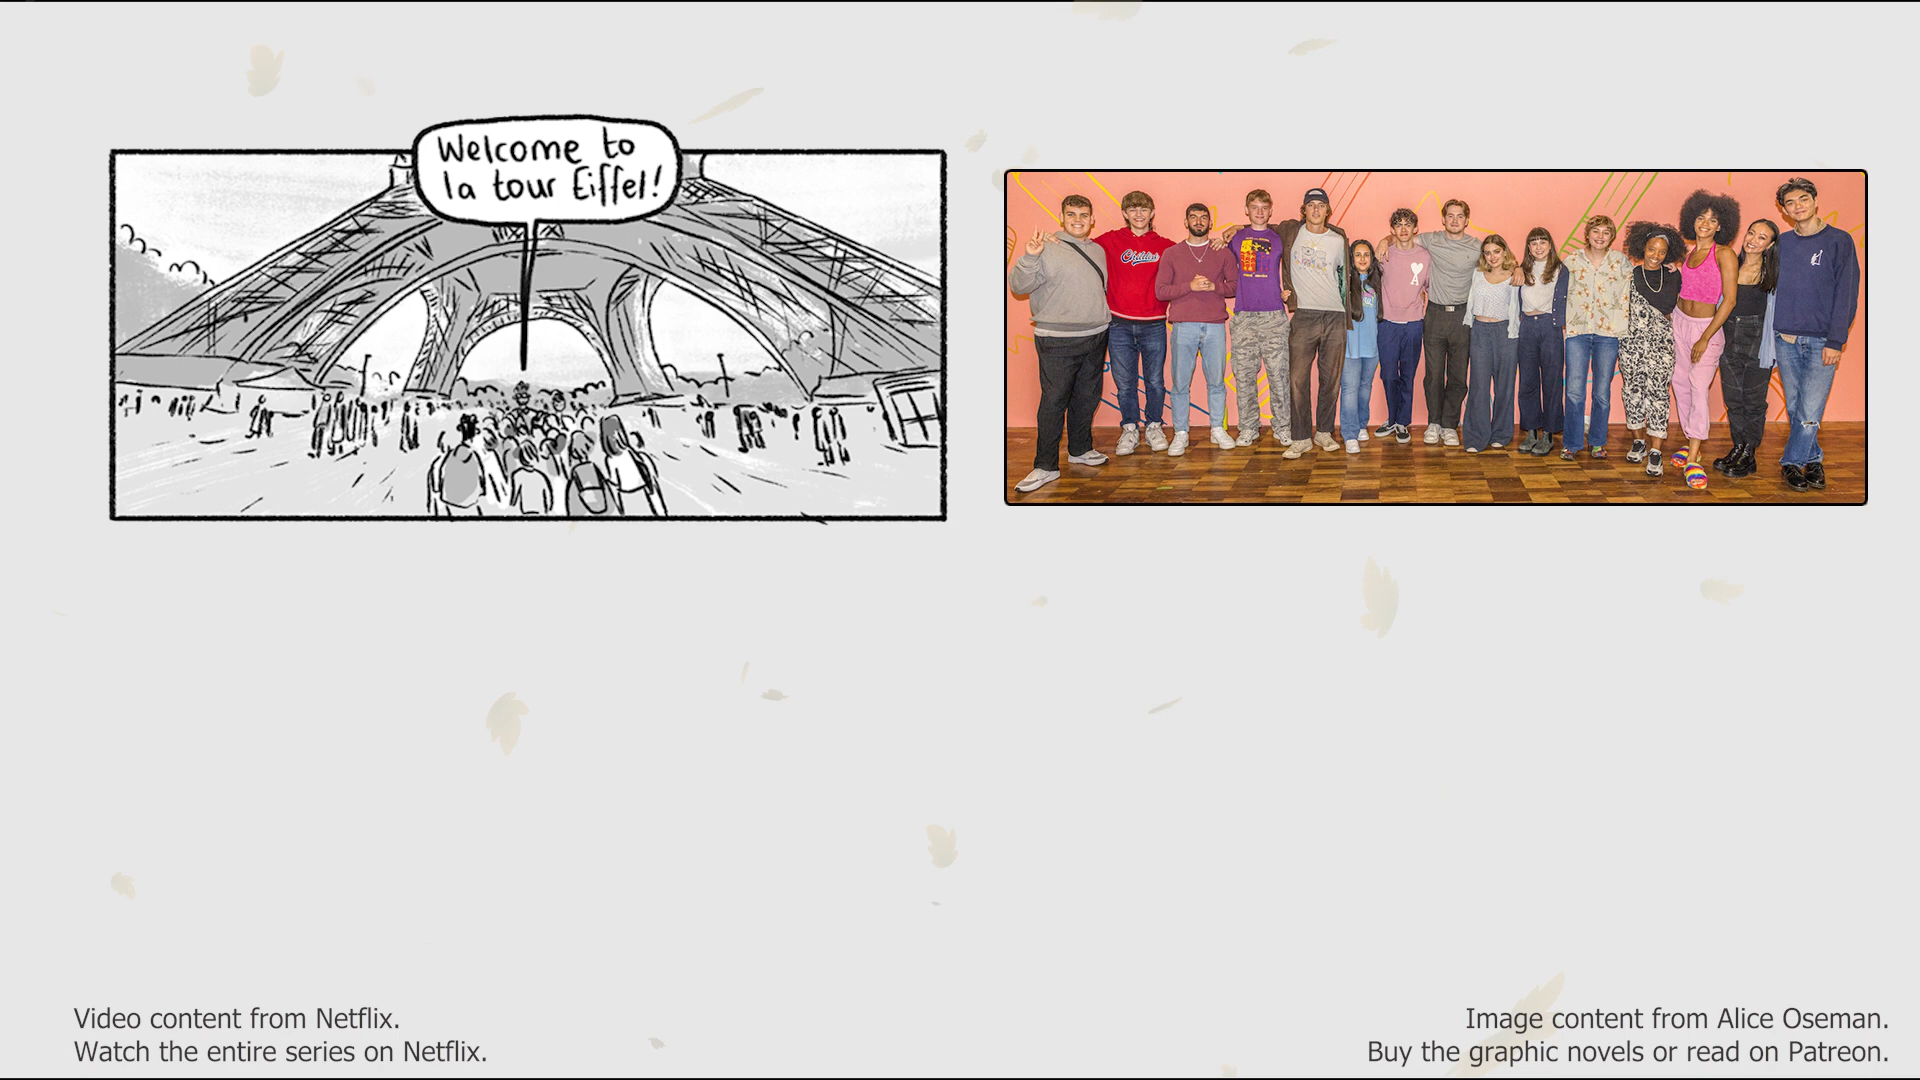 Welcome to
la tour Eiffel!
Video content from Netflix.
Watch the entire series on Netflix.
Image content from Alice Oseman.
Buy the graphic novels or read on Patreon.